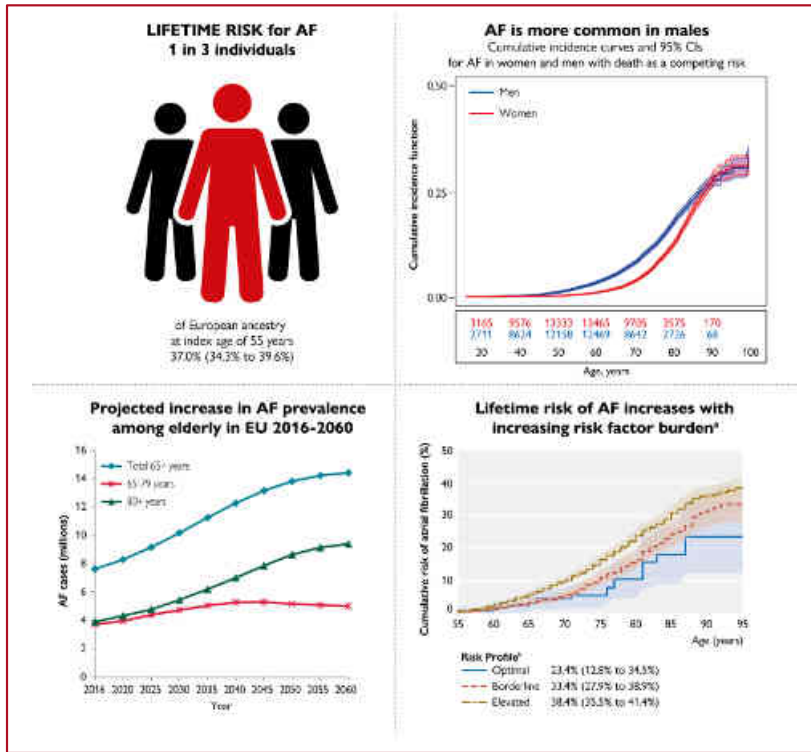 LIFETIME RISK for AF
1 in 3 individuals
of European ancestry
at index age of 55 years
37.0% (34.3% to 39.6%)
AF is more common in males
Cumulative incidence curves and 95% CIs
for AF in women and men with death as a competing risk
0.50
Men
Women
Cumulative incidence function
0.25
0.00
3165 9576 13333 13465 9705 3575 170
2711 8624 12158 12469 8642 2726 68
30 40 50 60 70 80 90 100
Age, years
Projected increase in AF prevalence
among elderly in EU 2016-2060
16
14
12
10
8
6
4
2
0
Total 65+ years
65-79 years
80+ years
AF cases (millions)
2016 2020 2025 2030 2035 2040 2045 2050 2055 2060
Year
Lifetime risk of AF increases with
increasing risk factor burdenª
Cumulative risk of atrial fibrillation (%)
50
40
30
20
10
0
55 60 65 70 75 80 85 90 95
Age (years)
Risk Profileᵇ
Optimal 23.4% (12.8% to 34.5%)
Borderline 33.4% (27.9% to 38.9%)
Elevated 38.4% (35.5% to 41.4%)